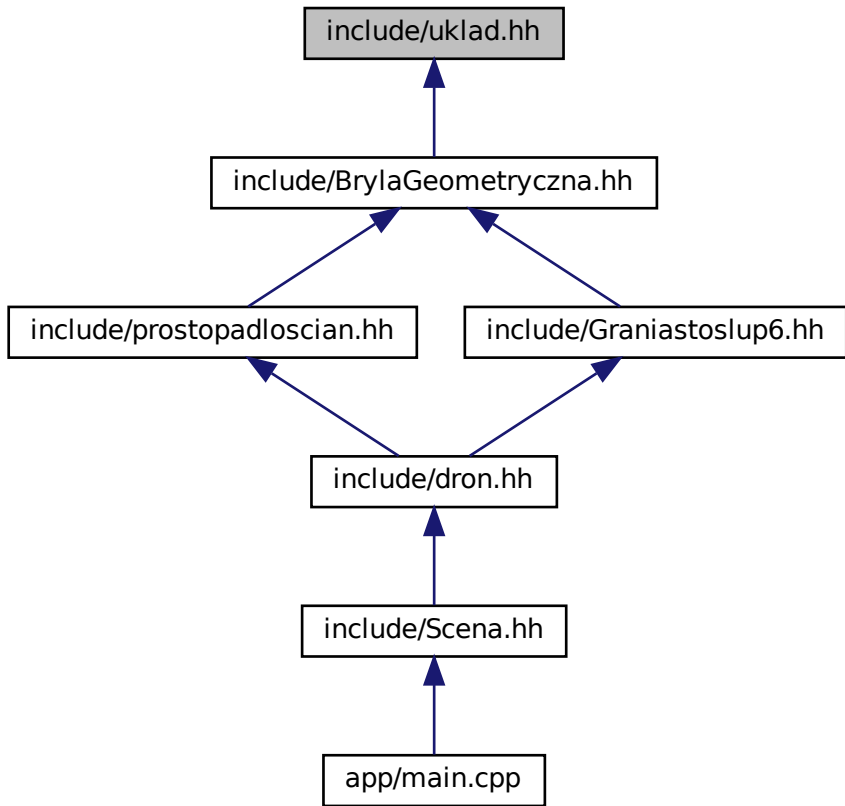 include/uklad.hh
include/BrylaGeometryczna.hh
include/prostopadloscian.hh
include/Graniastoslup6.hh
include/dron.hh
include/Scena.hh
app/main.cpp